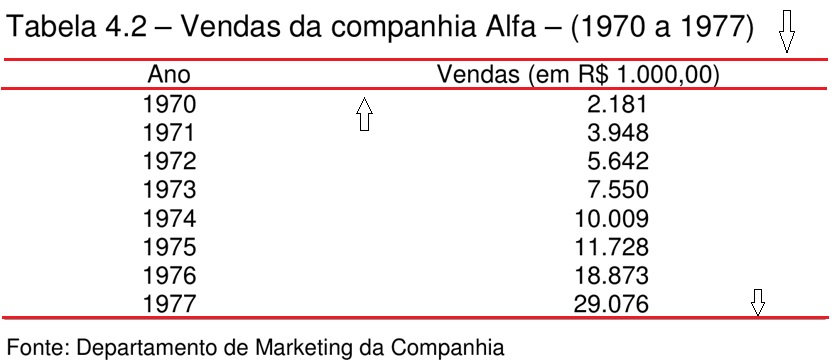 Tabela 4.2 – Vendas da companhia Alfa – (1970 a 1977)
Ano Vendas (em R$ 1.000,00)
1970 2.181
1971 3.948
1972 5.642
1973 7.550
1974 10.009
1975 11.728
1976 18.873
1977 29.076
Fonte: Departamento de Marketing da Companhia